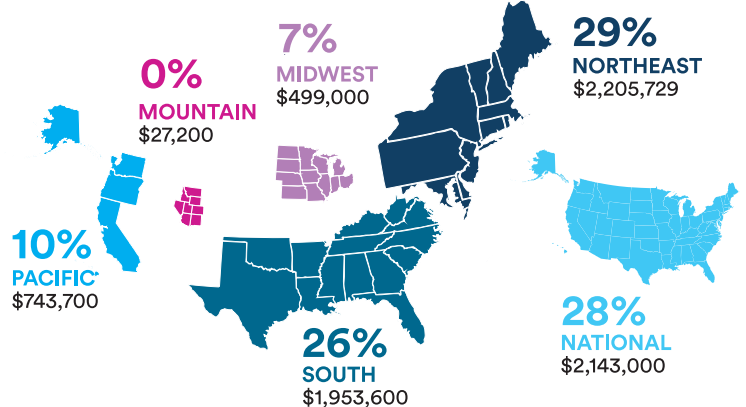 7%
MIDWEST
$499,000
29%
NORTHEAST
$2,205,729
0%
MOUNTAIN
$27,200
10%
PACIFIC*
$743,700
28%
NATIONAL
$2,143,000
26%
SOUTH
$1,953,600